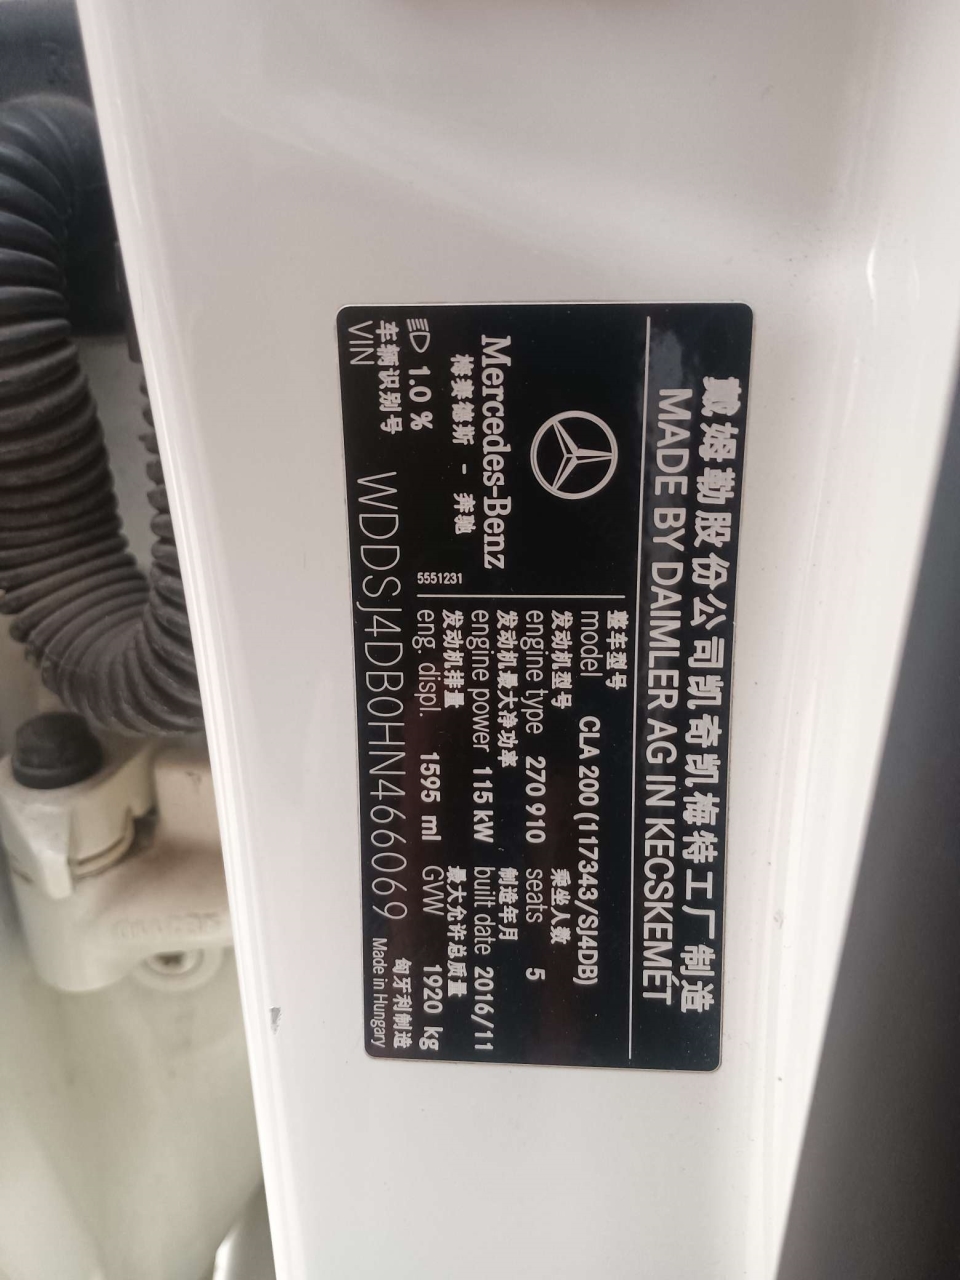 戴姆勒股份公司凯奇凯梅特工厂制造
MADE BY DAIMLER AG IN KECSKEMÉT
Mercedes-Benz
梅赛德斯 - 奔驰
5551231
整车型号
model CLA 200 (117343/SJ4DB)
发动机型号 乘坐人数
engine type 270 910 seats 5
发动机最大净功率 制造年月
engine power 115 kW built date 2016/11
发动机排量 最大允许总质量
eng. displ. 1595 ml GVW 1920 kg
1.0 %
车辆识别号 匈牙利制造
VIN WDDSJ4DB0HN466069 Made in Hungary